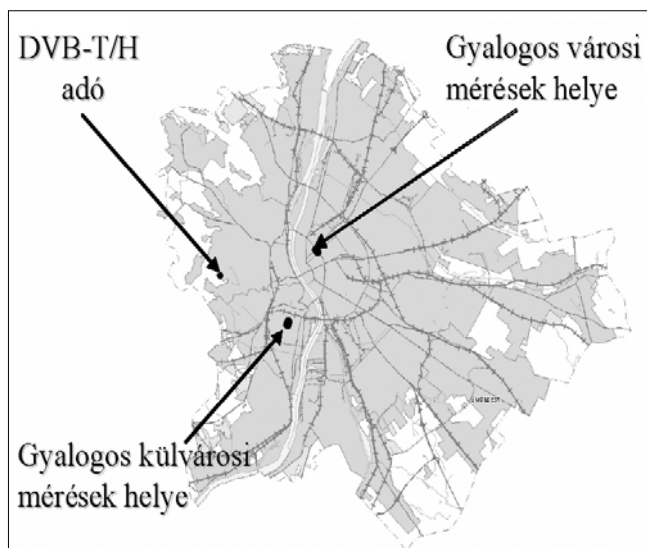 DVB-T/H
adó
Gyalogos városi
mérések helye
Gyalogos külvárosi
mérések helye